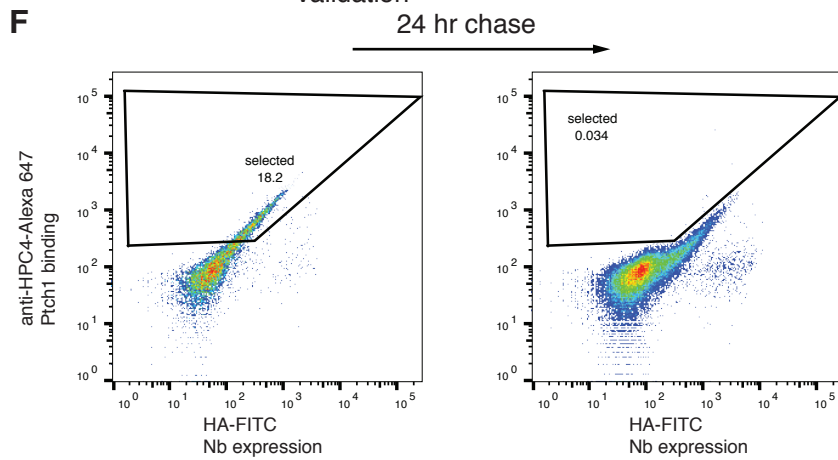 validation
F
24 hr chase
anti-HPC4-Alexa 647
Ptch1 binding
10⁵
10⁴
10³
10²
10¹
10⁰
selected
18.2
10⁰ 10¹ 10² 10³ 10⁴ 10⁵
HA-FITC
Nb expression
10⁵
10⁴
10³
10²
10¹
10⁰
selected
0.034
10⁰ 10¹ 10² 10³ 10⁴ 10⁵
HA-FITC
Nb expression